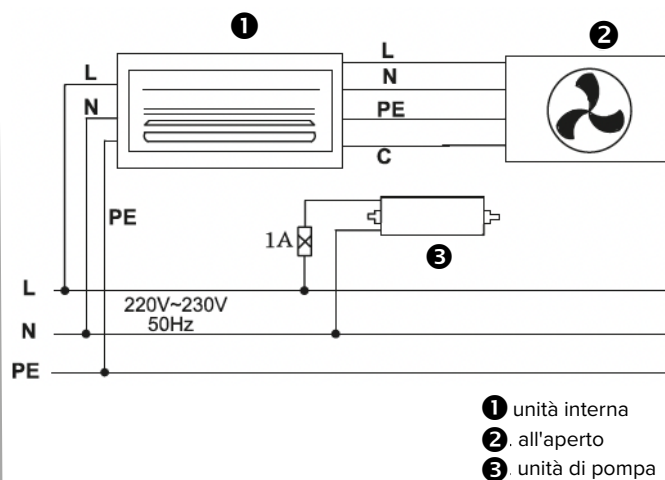 ❶
❷
L
N
PE
C
L
N
PE
1A
❸
L
220V~230V
50Hz
N
PE
❶ unità interna
❷. all'aperto
❸. unità di pompa